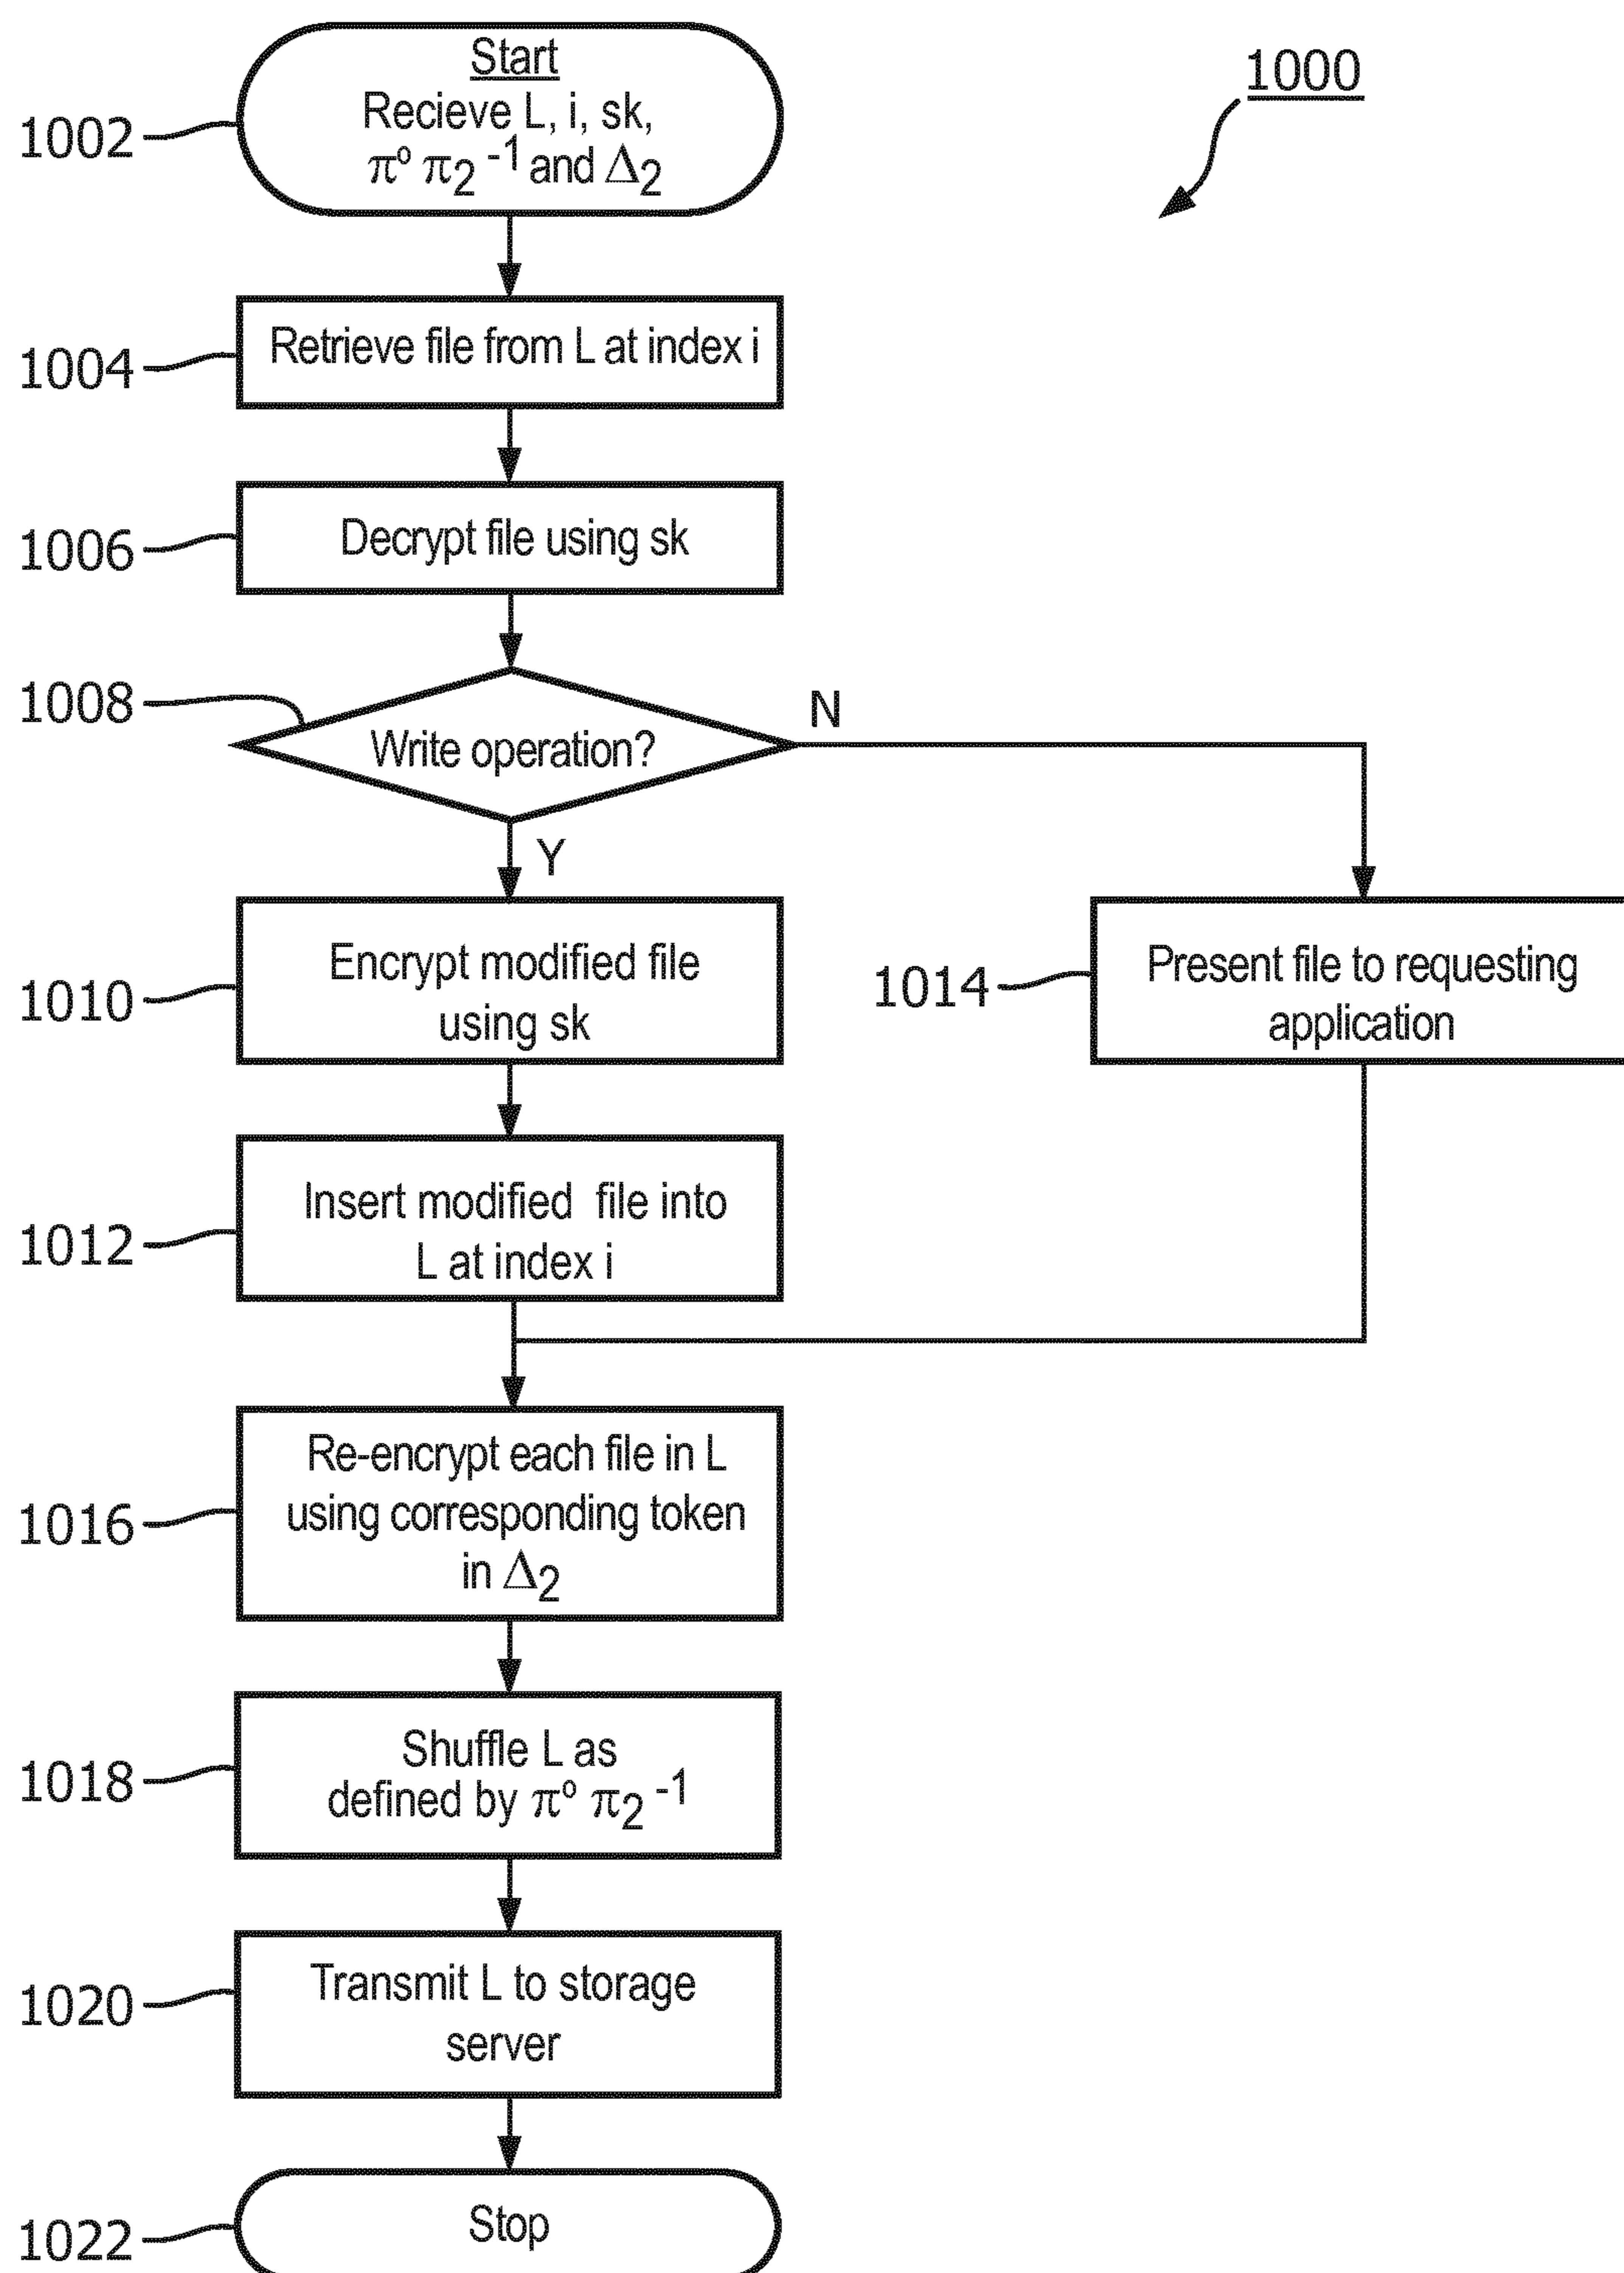 1000
1002
Start
Recieve L, i, sk,
π° π₂⁻¹ and Δ₂
1004
Retrieve file from L at index i
1006
Decrypt file using sk
1008
Write operation?
N
Y
1010
Encrypt modified file
using sk
1014
Present file to requesting
application
1012
Insert modified file into
L at index i
1016
Re-encrypt each file in L
using corresponding token
in Δ₂
1018
Shuffle L as
defined by π° π₂⁻¹
1020
Transmit L to storage
server
1022
Stop